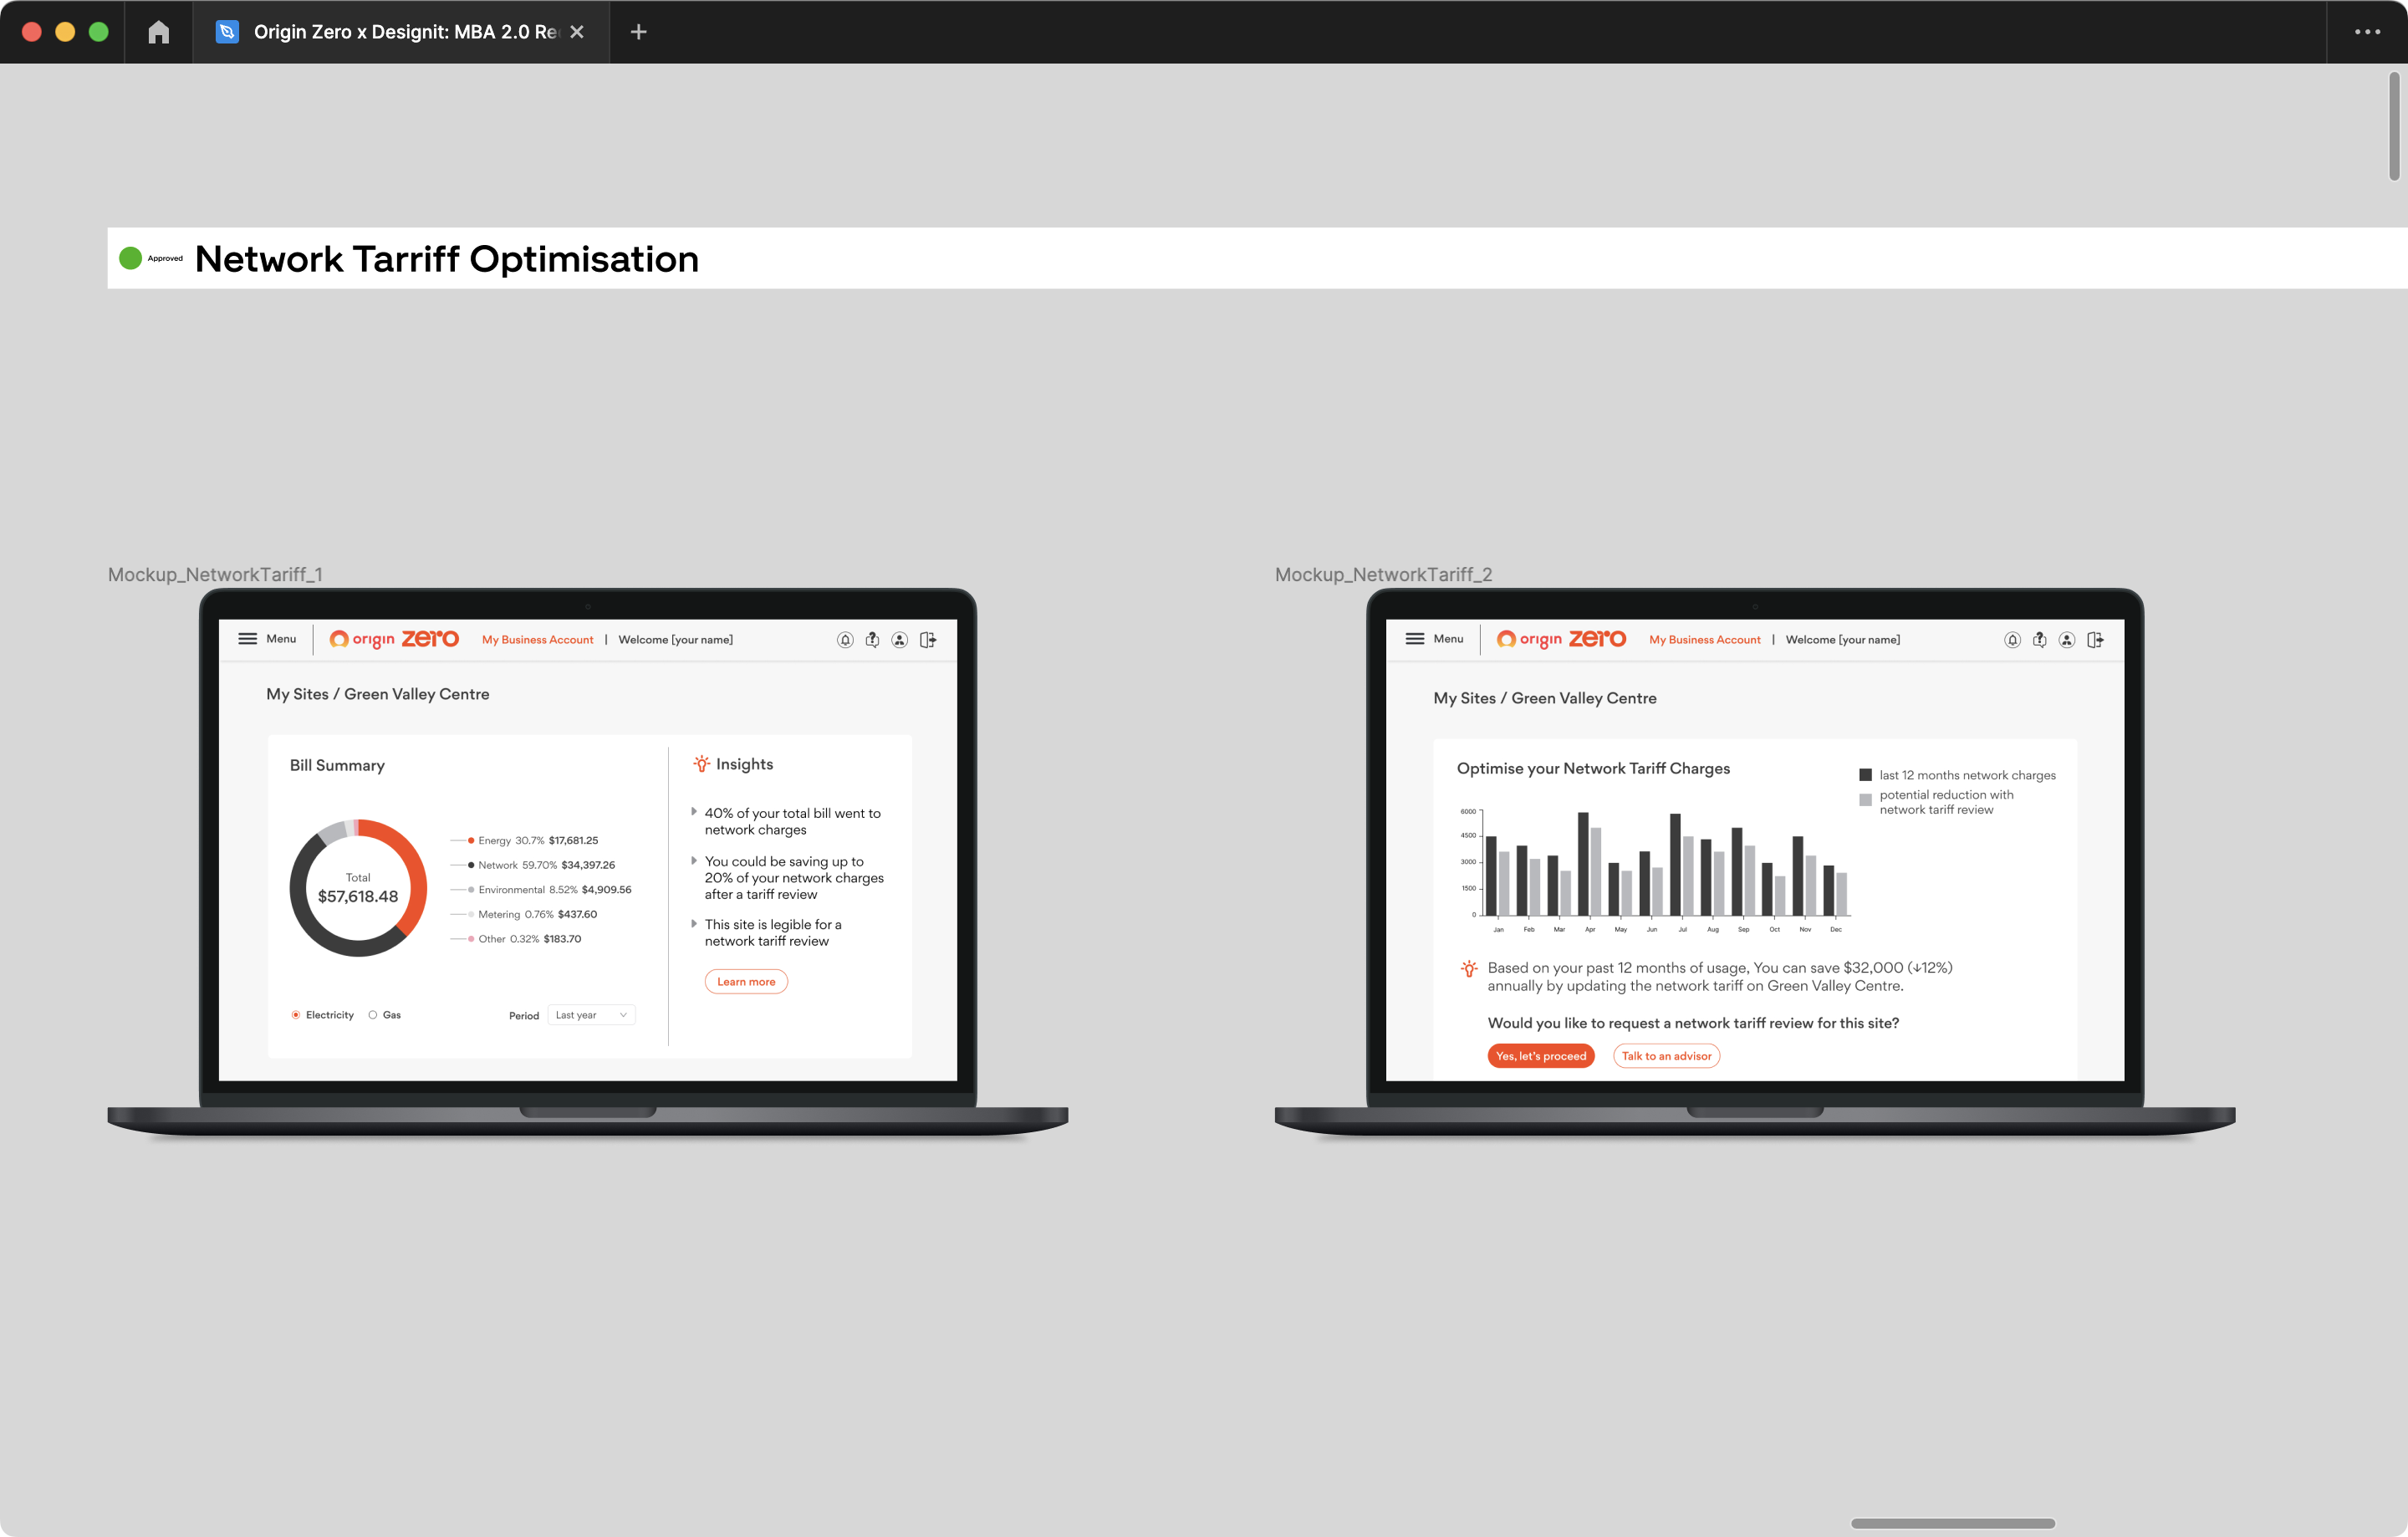 Origin Zero x Designit: MBA 2.0 Re
Approved
Network Tarriff Optimisation
Mockup_NetworkTariff_1
Menu
origin zero
My Business Account | Welcome [your name]
My Sites / Green Valley Centre
Bill Summary
Total
$57,618.48
Energy 30.7% $17,681.25
Network 59.70% $34,397.26
Environmental 8.52% $4,909.56
Metering 0.76% $437.60
Other 0.32% $183.70
Electricity
Gas
Period
Last year
Insights
40% of your total bill went to
network charges
You could be saving up to
20% of your network charges
after a tariff review
This site is legible for a
network tariff review
Learn more
Mockup_NetworkTariff_2
Menu
origin zero
My Business Account | Welcome [your name]
My Sites / Green Valley Centre
Optimise your Network Tariff Charges
last 12 months network charges
potential reduction with
network tariff review
6000
4500
3000
1500
0
Jan Feb Mar Apr May Jun Jul Aug Sep Oct Nov Dec
Based on your past 12 months of usage, You can save $32,000 (↓12%)
annually by updating the network tariff on Green Valley Centre.
Would you like to request a network tariff review for this site?
Yes, let's proceed
Talk to an advisor